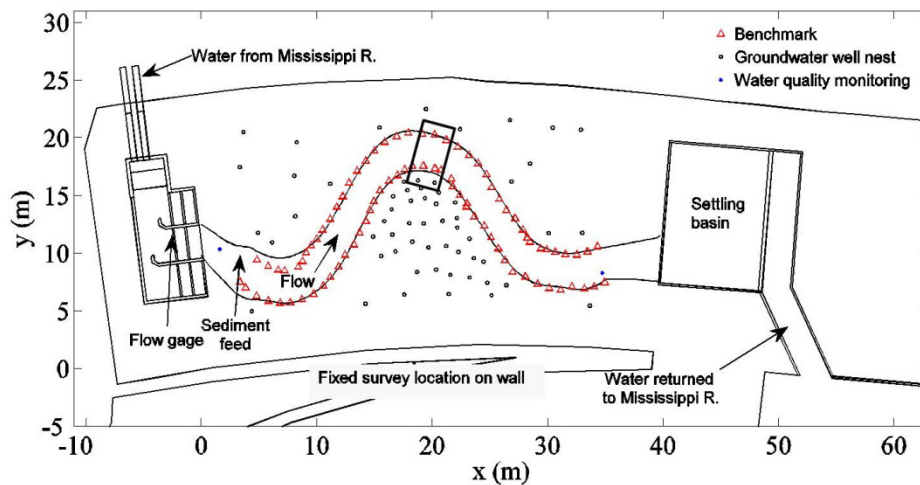 30
25
20
15
10
5
0
-5
y (m)
-10
0
10
20
30
40
50
60
x (m)
Water from Mississippi R.
Benchmark
Groundwater well nest
Water quality monitoring
Settling
basin
Flow
Sediment
feed
Flow gage
Fixed survey location on wall
Water returned
to Mississippi R.